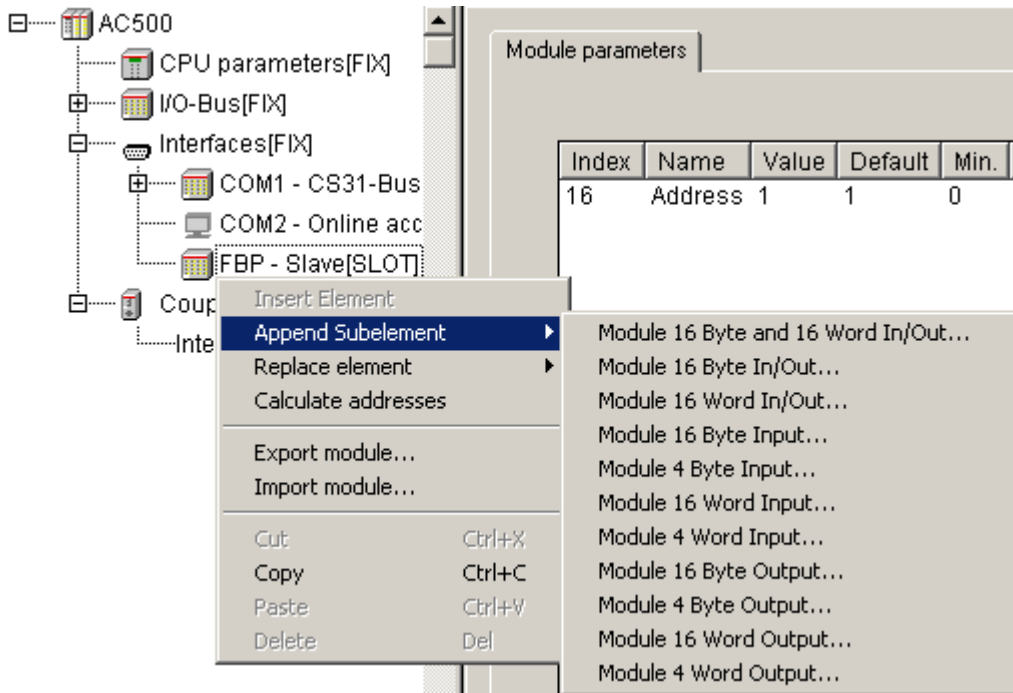 AC500
CPU parameters[FIX]
I/O-Bus[FIX]
Interfaces[FIX]
COM1 - CS31-Bus
COM2 - Online acc
FBP - Slave[SLOT]
Coup
Inte
Module parameters
Index Name Value Default Min.
16 Address 1 1 0
Insert Element
Append Subelement
Replace element
Calculate addresses
Export module...
Import module...
Cut Ctrl+X
Copy Ctrl+C
Paste Ctrl+V
Delete Del
Module 16 Byte and 16 Word In/Out...
Module 16 Byte In/Out...
Module 16 Word In/Out...
Module 16 Byte Input...
Module 4 Byte Input...
Module 16 Word Input...
Module 4 Word Input...
Module 16 Byte Output...
Module 4 Byte Output...
Module 16 Word Output...
Module 4 Word Output...